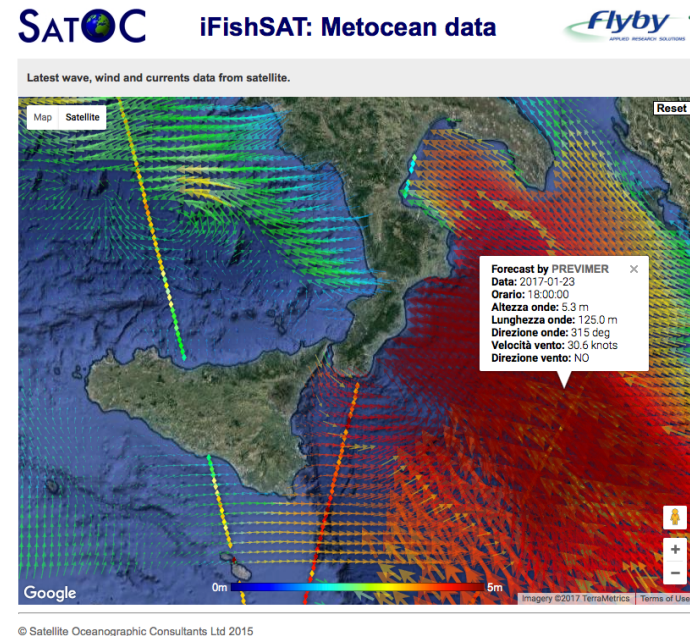 SATOC
iFishSAT: Metocean data
Flyby
APPLIED RESEARCH SOLUTIONS
Latest wave, wind and currents data from satellite.
Map Satellite
Reset
Forecast by PREVIMER ×
Data: 2017-01-23
Orario: 18:00:00
Altezza onde: 5.3 m
Lunghezza onde: 125.0 m
Direzione onde: 315 deg
Velocità vento: 30.6 knots
Direzione vento: NO
+
−
0m 5m
Google
Imagery ©2017 TerraMetrics Terms of Use
© Satellite Oceanographic Consultants Ltd 2015